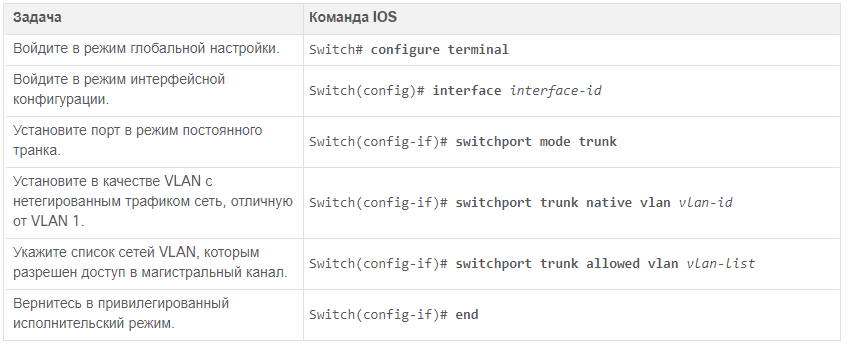 Задача
Команда IOS
Войдите в режим глобальной настройки.
Switch# configure terminal
Войдите в режим интерфейсной
конфигурации.
Switch(config)# interface interface-id
Установите порт в режим постоянного
транка.
Switch(config-if)# switchport mode trunk
Установите в качестве VLAN с
нетегированным трафиком сеть, отличную
от VLAN 1.
Switch(config-if)# switchport trunk native vlan vlan-id
Укажите список сетей VLAN, которым
разрешен доступ в магистральный канал.
Switch(config-if)# switchport trunk allowed vlan vlan-list
Вернитесь в привилегированный
исполнительский режим.
Switch(config-if)# end